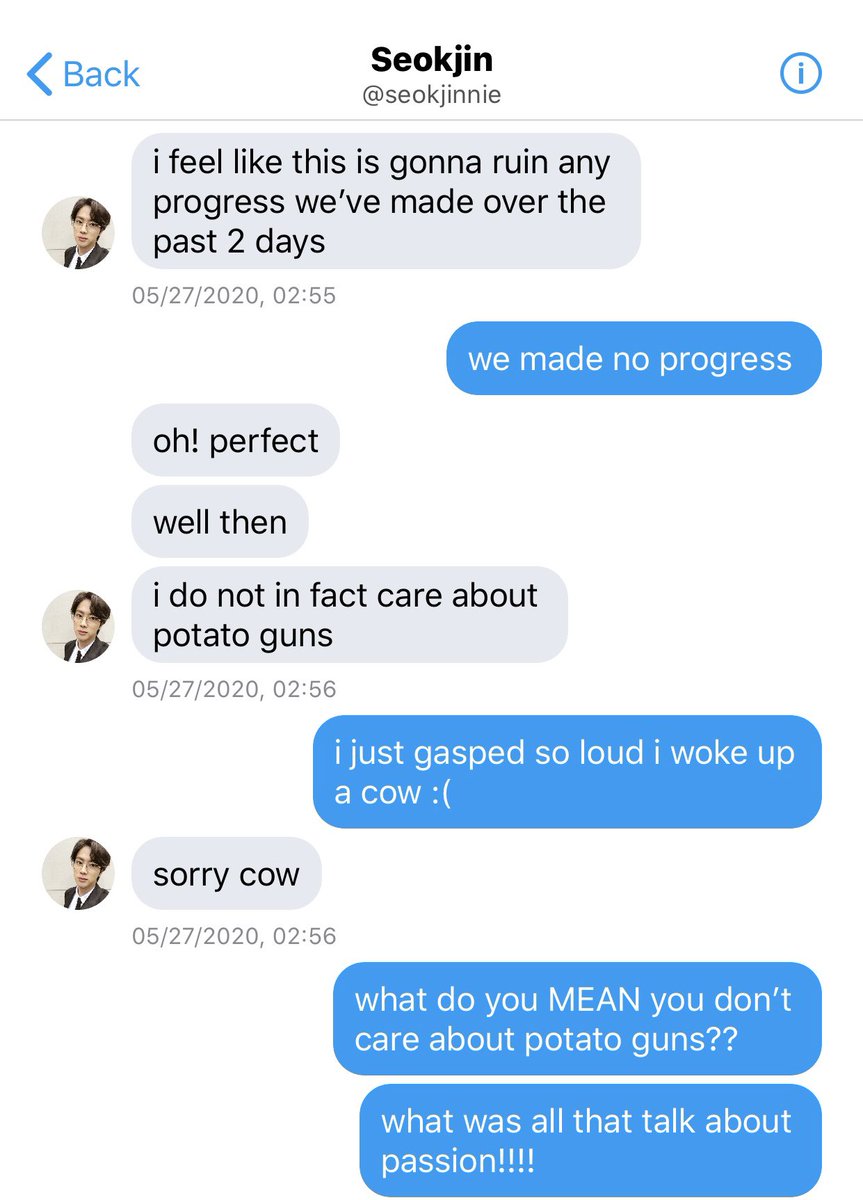 Back
Seokjin
@seokjinnie
i feel like this is gonna ruin any
progress we’ve made over the
past 2 days
05/27/2020, 02:55
we made no progress
oh! perfect
well then
i do not in fact care about
potato guns
05/27/2020, 02:56
i just gasped so loud i woke up
a cow :(
sorry cow
05/27/2020, 02:56
what do you MEAN you don’t
care about potato guns??
what was all that talk about
passion!!!!